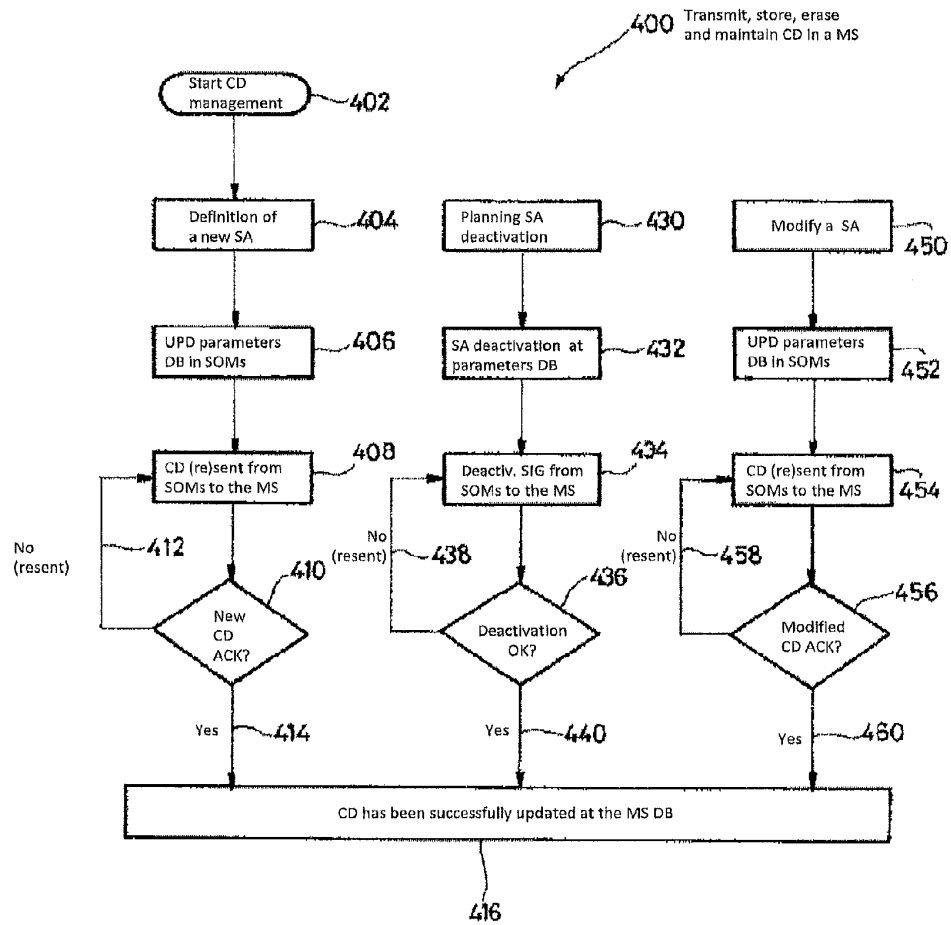 400 Transmit, store, erase
and maintain CD in a MS
Start CD
management
402
Definition of
a new SA
404
Planning SA
deactivation
430
Modify a SA
450
UPD parameters
DB in SOMs
406
SA deactivation at
parameters DB
432
UPD parameters
DB in SOMs
452
CD (re)sent from
SOMs to the MS
408
Deactiv. SIG from
SOMs to the MS
434
CD (re)sent from
SOMs to the MS
454
No
(resent)
412
No
(resent)
438
No
(resent)
458
New
CD
ACK?
410
Deactivation
OK?
436
Modified
CD ACK?
456
Yes
414
Yes
440
Yes
460
CD has been successfully updated at the MS DB
416